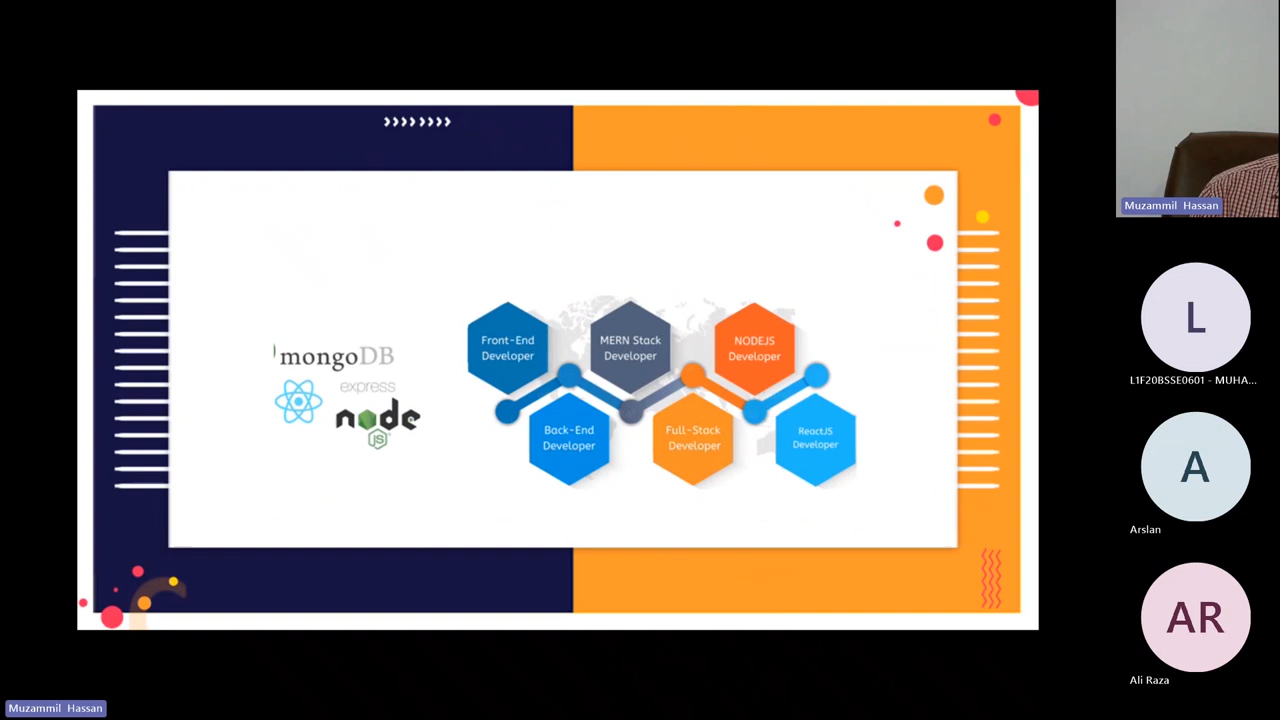 ››››››››
mongoDB
express
node
JS
Front-End
Developer
MERN Stack
Developer
NODEJS
Developer
Back-End
Developer
Full-Stack
Developer
ReactJS
Developer
Muzammil Hassan
L
L1F20BSSE0601 - MUHA...
A
Arslan
AR
Ali Raza
Muzammil Hassan